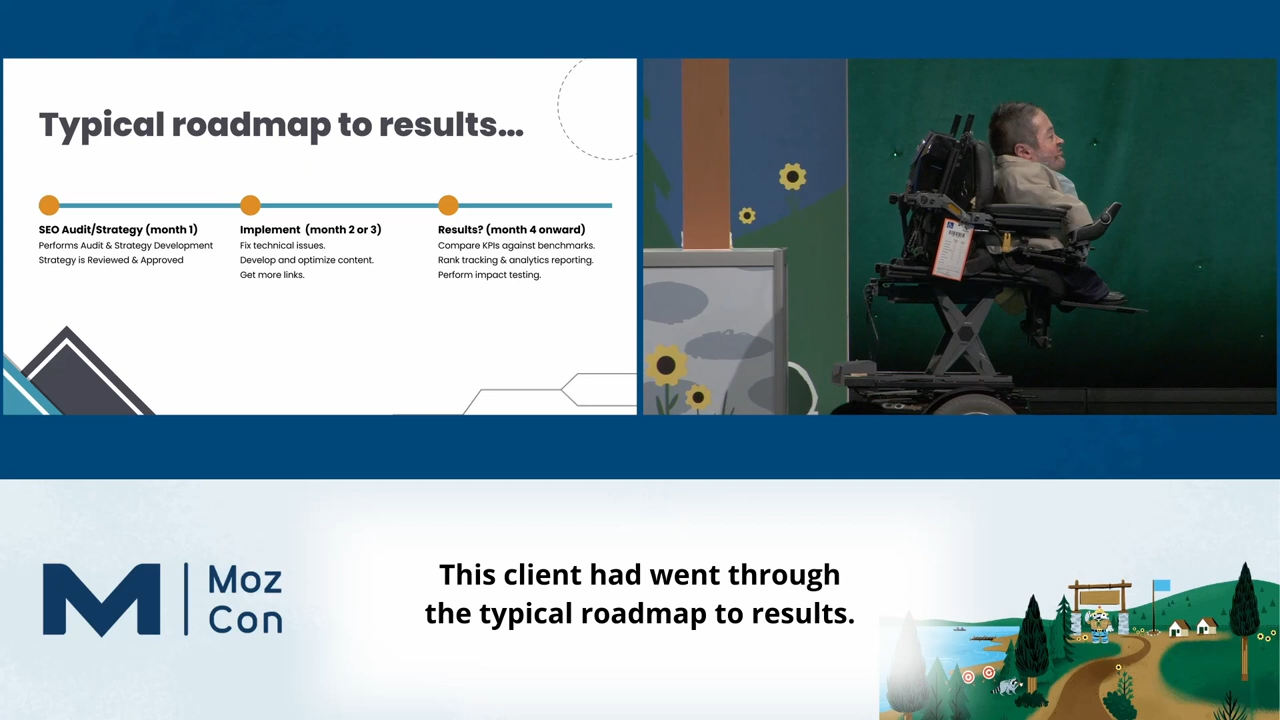 Typical roadmap to results...
SEO Audit/Strategy (month 1)
Performs Audit & Strategy Development
Strategy is Reviewed & Approved
Implement (month 2 or 3)
Fix technical issues.
Develop and optimize content.
Get more links.
Results? (month 4 onward)
Compare KPIs against benchmarks.
Rank tracking & analytics reporting.
Perform impact testing.
Moz
Con
This client had went through
the typical roadmap to results.